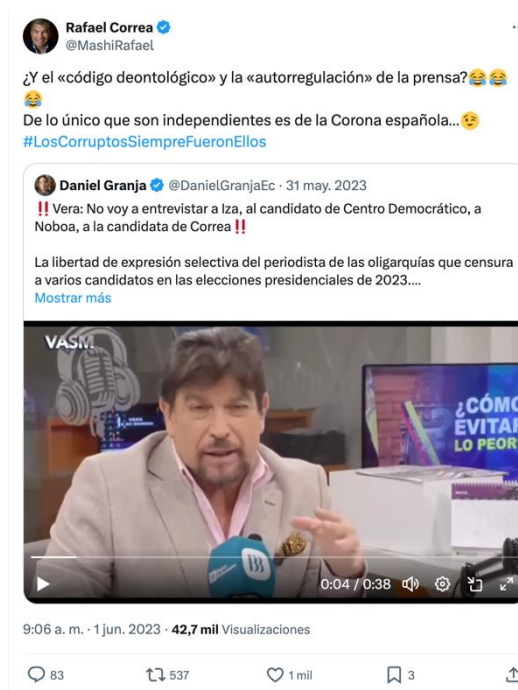 Rafael Correa
@MashiRafael
¿Y el «código deontológico» y la «autorregulación» de la prensa?😂😂
😂
De lo único que son independientes es de la Corona española...😉
#LosCorruptosSiempreFueronEllos
Daniel Granja @DanielGranjaEc · 31 may. 2023
‼️Vera: No voy a entrevistar a Iza, al candidato de Centro Democrático, a
Noboa, a la candidata de Correa‼️
La libertad de expresión selectiva del periodista de las oligarquías que censura
a varios candidatos en las elecciones presidenciales de 2023....
Mostrar más
VASM.
¿CÓMO
EVITAR
LO PEOR
0:04 / 0:38
9:06 a. m. · 1 jun. 2023 · 42,7 mil Visualizaciones
83
537
1 mil
3